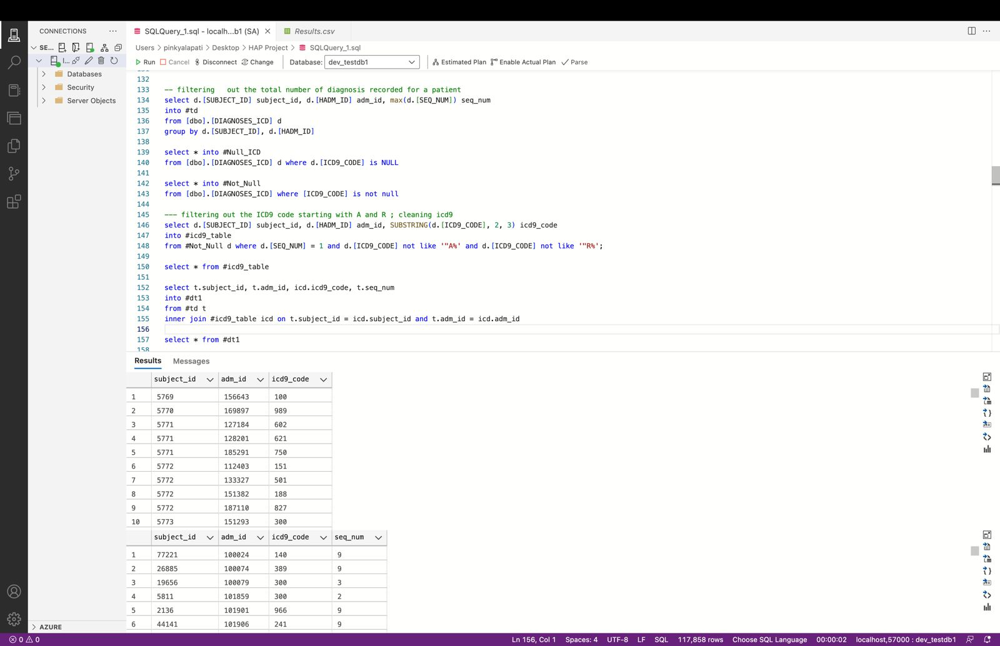 CONNECTIONS ···
SQLQuery_1.sql - localh...b1 (SA)
Results.csv
SE...
Users > pinkyalapati > Desktop > HAP Project > SQLQuery_1.sql
I...
Run Cancel Disconnect Change Database: dev_testdb1 Estimated Plan Enable Actual Plan Parse
Databases
Security
Server Objects
131
132
133 -- filtering   out the total number of diagnosis recorded for a patient
134 select d.[SUBJECT_ID] subject_id, d.[HADM_ID] adm_id, max(d.[SEQ_NUM]) seq_num
135 into #td
136 from [dbo].[DIAGNOSES_ICD] d
137 group by d.[SUBJECT_ID], d.[HADM_ID]
138
139 select * into #Null_ICD
140 from [dbo].[DIAGNOSES_ICD] d where d.[ICD9_CODE] is NULL
141
142 select * into #Not_Null
143 from [dbo].[DIAGNOSES_ICD] where [ICD9_CODE] is not null
144
145 --- filtering out the ICD9 code starting with A and R ; cleaning icd9
146 select d.[SUBJECT_ID] subject_id, d.[HADM_ID] adm_id, SUBSTRING(d.[ICD9_CODE], 2, 3) icd9_code
147 into #icd9_table
148 from #Not_Null d where d.[SEQ_NUM] = 1 and d.[ICD9_CODE] not like '"A%' and d.[ICD9_CODE] not like '"R%';
149
150 select * from #icd9_table
151
152 select t.subject_id, t.adm_id, icd.icd9_code, t.seq_num
153 into #dt1
154 from #td t
155 inner join #icd9_table icd on t.subject_id = icd.subject_id and t.adm_id = icd.adm_id
156
157 select * from #dt1
158
Results Messages
subject_id adm_id icd9_code
1 5769 156643 100
2 5770 169897 989
3 5771 127184 602
4 5771 128201 621
5 5771 185291 750
6 5772 112403 151
7 5772 133327 501
8 5772 151382 188
9 5772 187110 827
10 5773 151293 300
subject_id adm_id icd9_code seq_num
1 77221 100024 140 9
2 26885 100074 389 9
3 19656 100079 300 3
4 5811 101859 300 2
5 2136 101901 966 9
6 44141 101906 241 9
AZURE
0 0 Ln 156, Col 1 Spaces: 4 UTF-8 LF SQL 117,858 rows Choose SQL Language 00:00:02 localhost,57000 : dev_testdb1